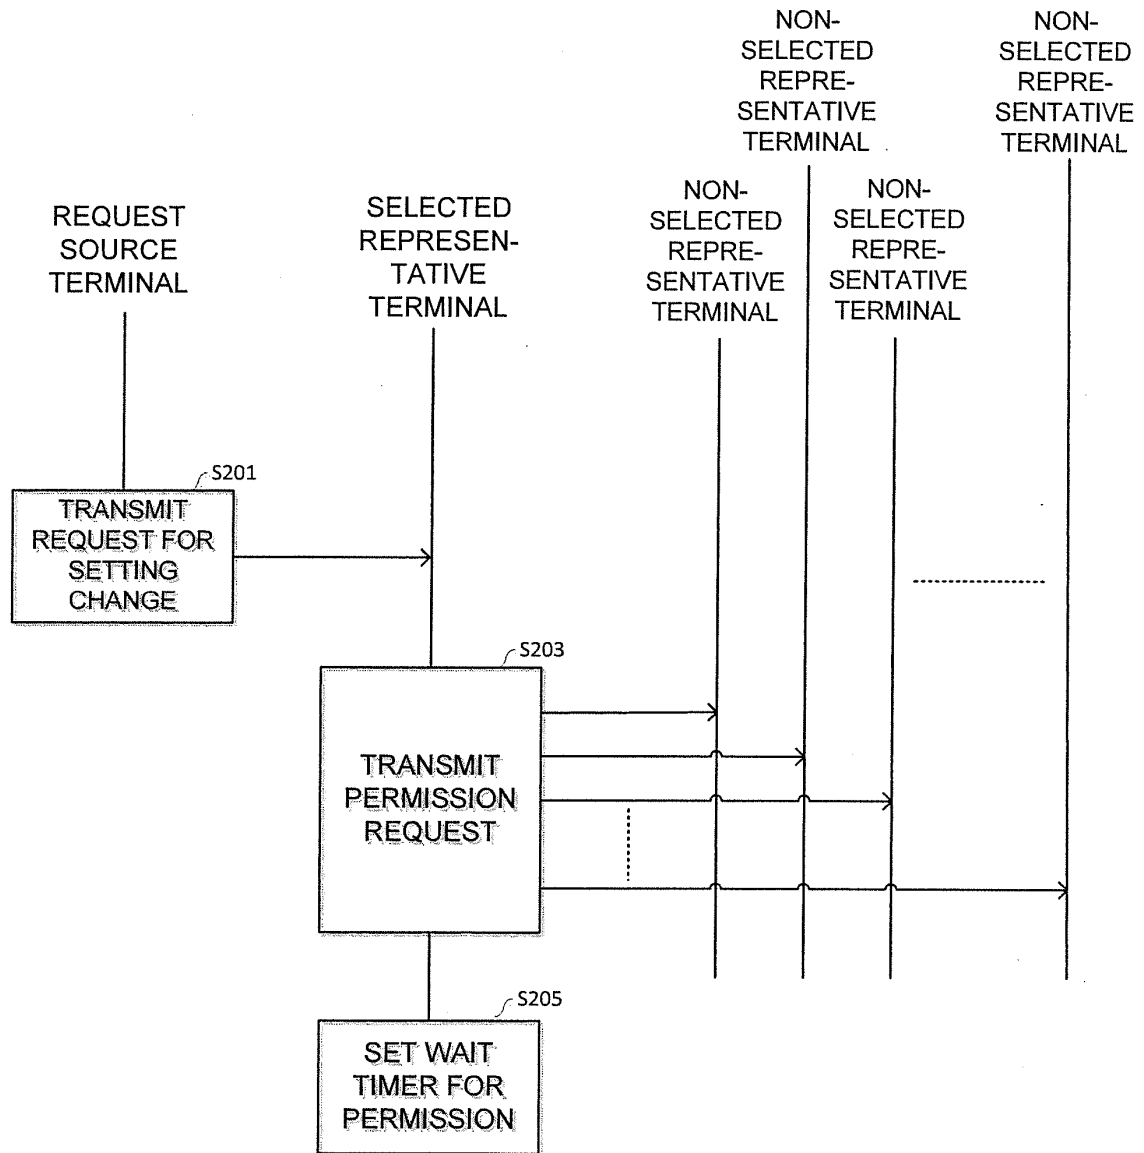 NON-
SELECTED
REPRE-
SENTATIVE
TERMINAL
NON-
SELECTED
REPRE-
SENTATIVE
TERMINAL
REQUEST
SOURCE
TERMINAL
SELECTED
REPRESEN-
TATIVE
TERMINAL
NON-
SELECTED
REPRE-
SENTATIVE
TERMINAL
NON-
SELECTED
REPRE-
SENTATIVE
TERMINAL
S201
TRANSMIT
REQUEST FOR
SETTING
CHANGE
S203
TRANSMIT
PERMISSION
REQUEST
S205
SET WAIT
TIMER FOR
PERMISSION